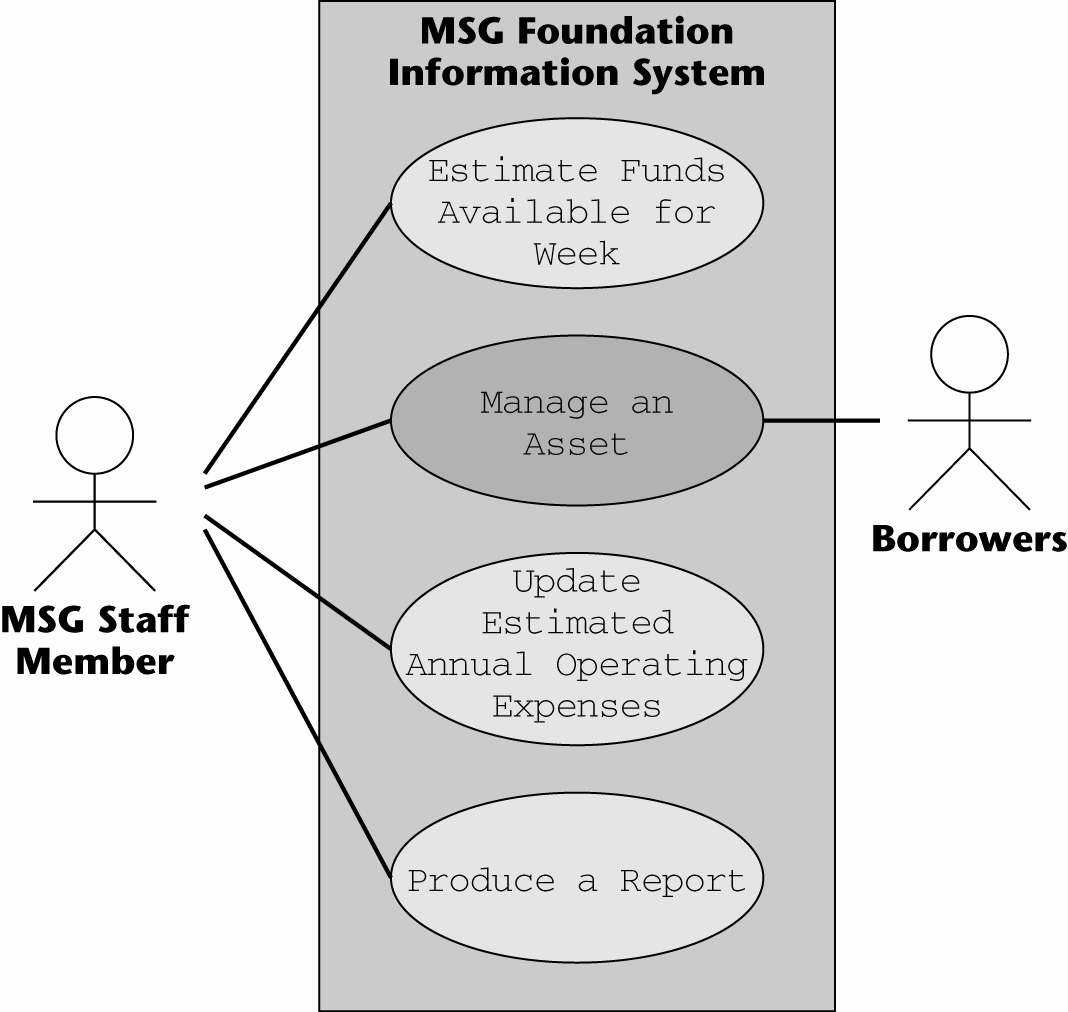 MSG Foundation
Information System
Estimate Funds
Available for
Week
Manage an
Asset
Borrowers
Update
Estimated
Annual Operating
Expenses
MSG Staff
Member
Produce a Report